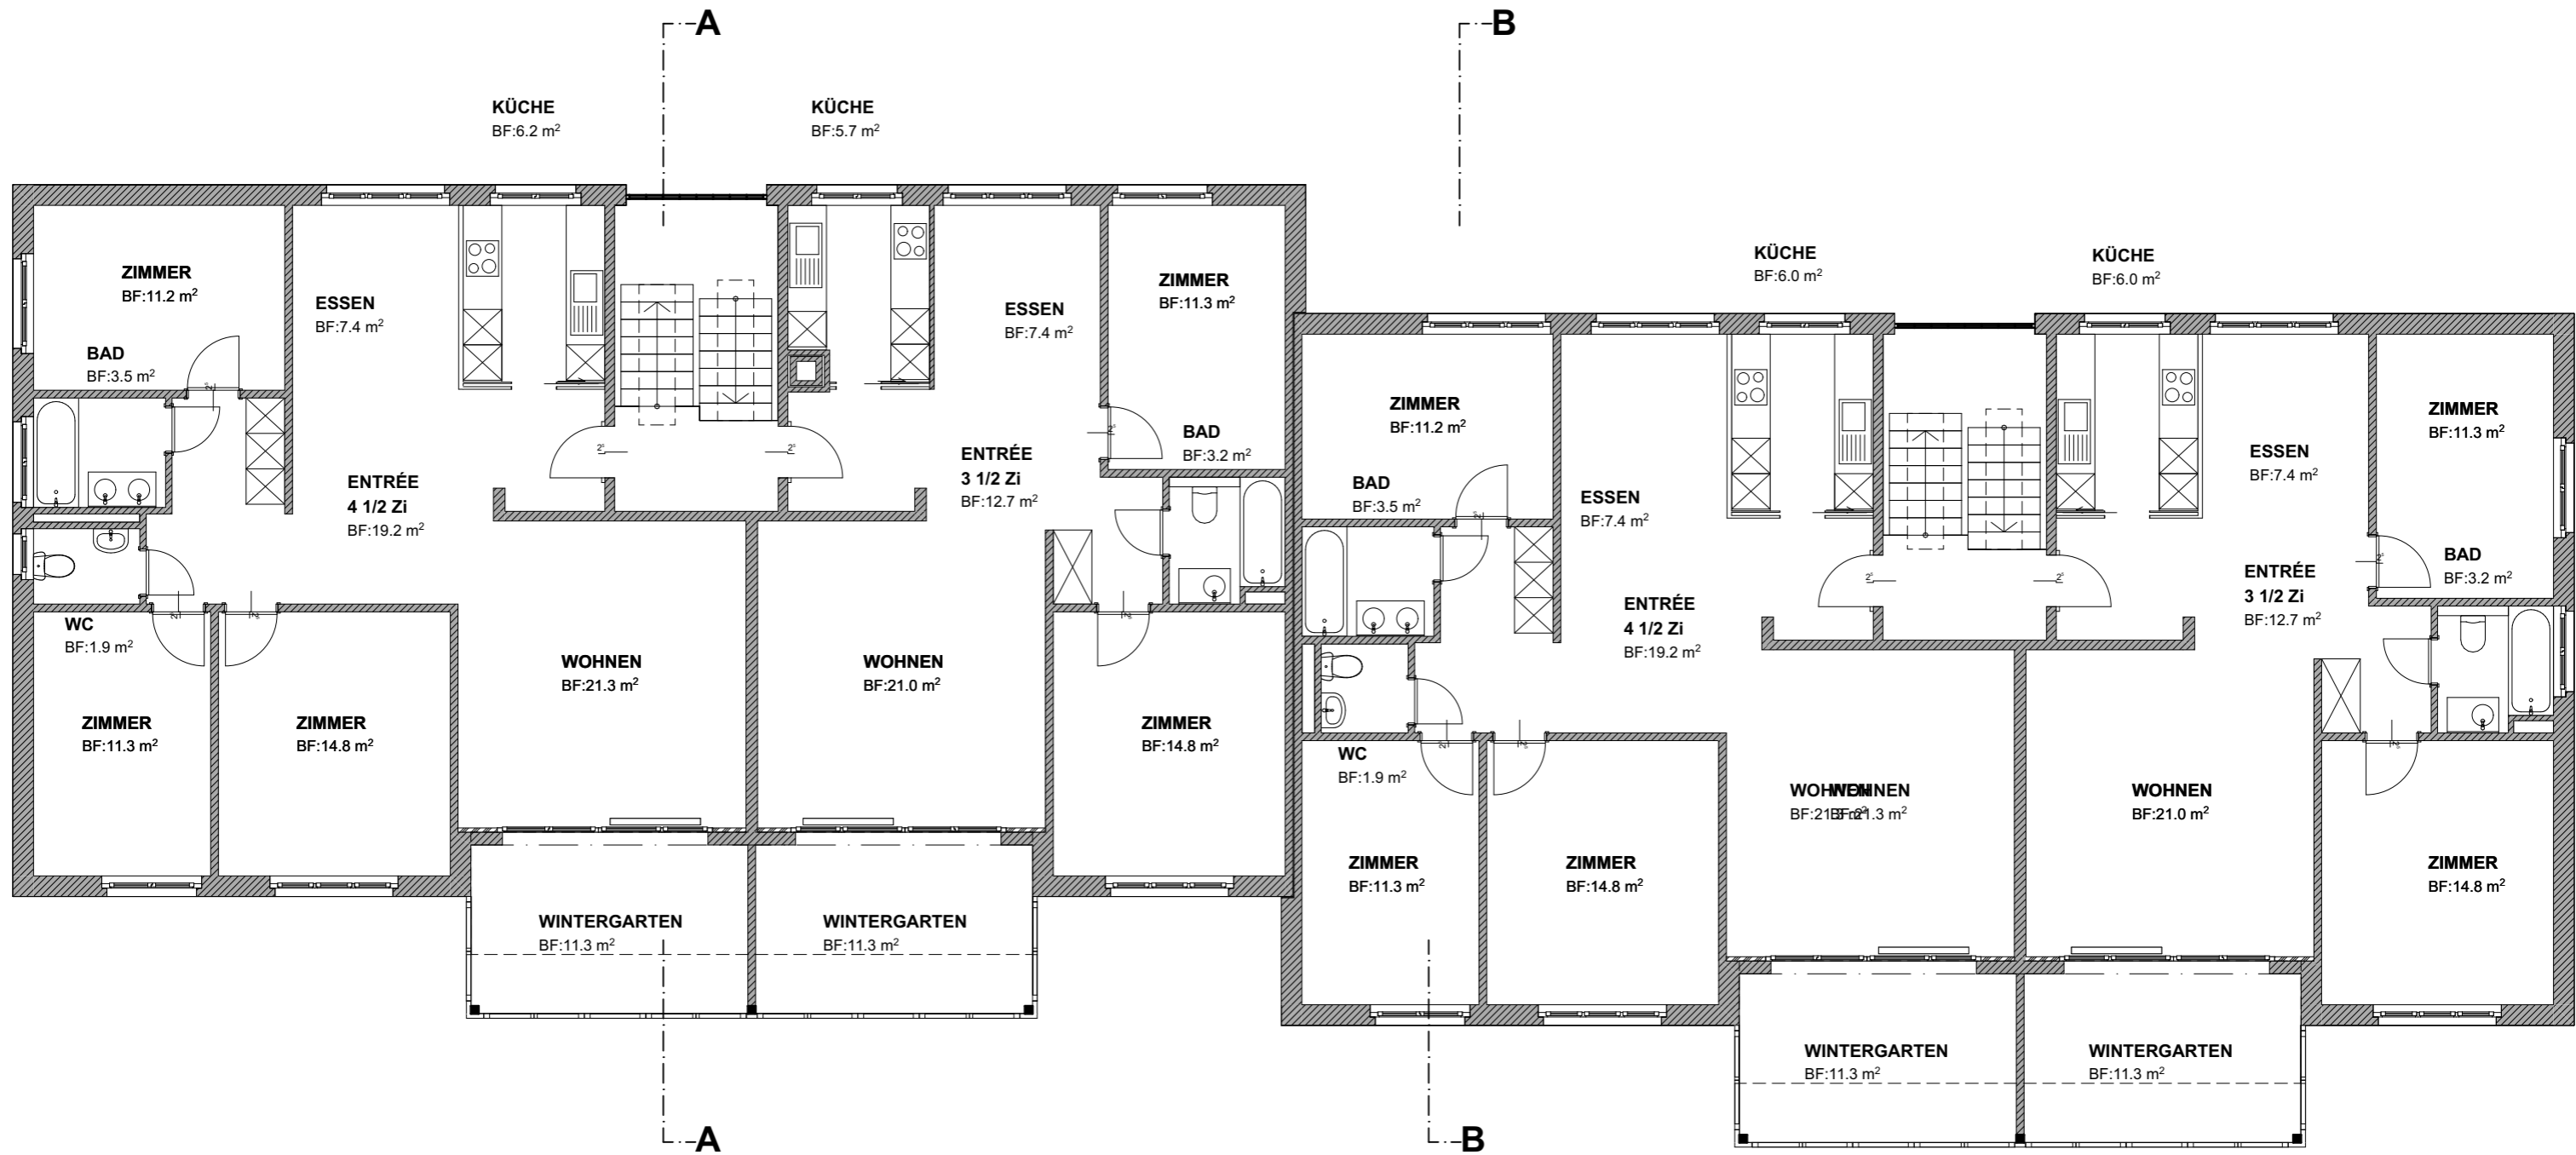 A
B
KÜCHE
BF:6.2 m²
KÜCHE
BF:5.7 m²
KÜCHE
BF:6.0 m²
KÜCHE
BF:6.0 m²
ZIMMER
BF:11.2 m²
ESSEN
BF:7.4 m²
BAD
BF:3.5 m²
ENTRÉE
4 1/2 Zi
BF:19.2 m²
WC
BF:1.9 m²
ZIMMER
BF:11.3 m²
ZIMMER
BF:14.8 m²
WOHNEN
BF:21.3 m²
WINTERGARTEN
BF:11.3 m²
ESSEN
BF:7.4 m²
ZIMMER
BF:11.3 m²
BAD
BF:3.2 m²
ENTRÉE
3 1/2 Zi
BF:12.7 m²
WOHNEN
BF:21.0 m²
ZIMMER
BF:14.8 m²
WINTERGARTEN
BF:11.3 m²
ZIMMER
BF:11.2 m²
BAD
BF:3.5 m²
ESSEN
BF:7.4 m²
ENTRÉE
4 1/2 Zi
BF:19.2 m²
WC
BF:1.9 m²
ZIMMER
BF:11.3 m²
ZIMMER
BF:14.8 m²
WOHNEN
BF:21.3 m²
WOHNEN
BF:21.3 m²
WINTERGARTEN
BF:11.3 m²
ESSEN
BF:7.4 m²
ZIMMER
BF:11.3 m²
BAD
BF:3.2 m²
ENTRÉE
3 1/2 Zi
BF:12.7 m²
WOHNEN
BF:21.0 m²
ZIMMER
BF:14.8 m²
WINTERGARTEN
BF:11.3 m²
A
B